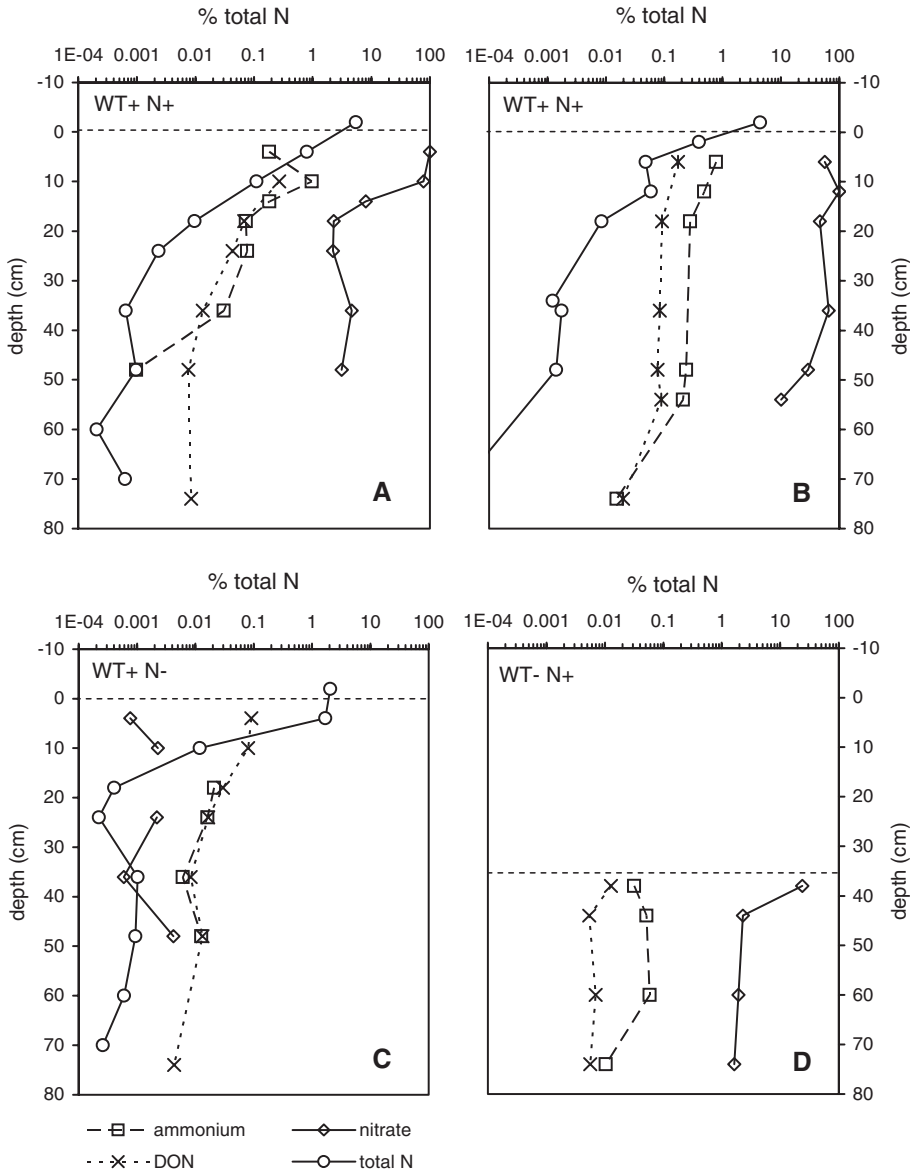 % total N
% total N
1E-04 0.001 0.01 0.1 1 10 100
1E-04 0.001 0.01 0.1 1 10 100
-10
0
10
20
30
40
50
60
70
80
depth (cm)
WT+ N+
A
WT+ N+
B
-10
0
10
20
30
40
50
60
70
80
depth (cm)
% total N
% total N
1E-04 0.001 0.01 0.1 1 10 100
1E-04 0.001 0.01 0.1 1 10 100
-10
0
10
20
30
40
50
60
70
80
depth (cm)
WT+ N-
C
WT- N+
D
-10
0
10
20
30
40
50
60
70
80
depth (cm)
ammonium
nitrate
DON
total N